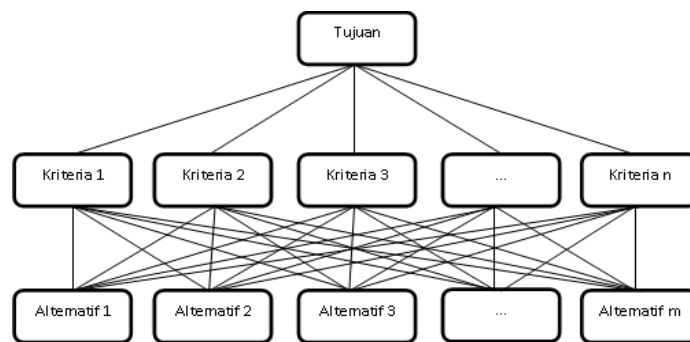 Tujuan
Kriteria 1
Kriteria 2
Kriteria 3
...
Kriteria n
Alternatif 1
Alternatif 2
Alternatif 3
...
Alternatif m